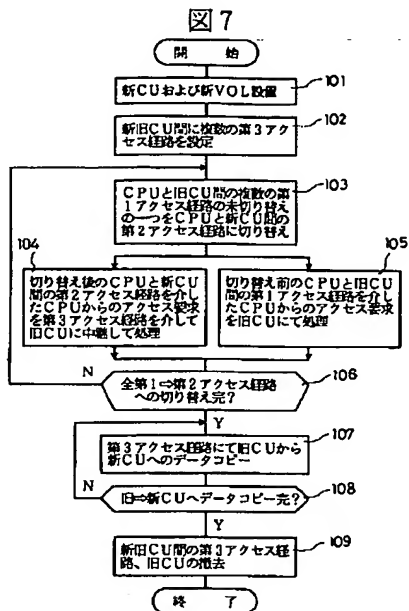 図7
開 始
新CUおよび新VOL設置
101
新旧CU間に複数の第3アク
セス経路を設定
102
CPUと旧CU間の複数の第
1アクセス経路の未切り替え
の一つをCPUと新CU間の
第2アクセス経路に切り替え
103
104
切り替え後のCPUと新CU
間の第2アクセス経路を介し
たCPUからのアクセス要求
を第3アクセス経路を介して
旧CUに中継して処理
105
切り替え前のCPUと旧CU
間の第1アクセス経路を介し
たCPUからのアクセス要求
を旧CUにて処理
N
全第1⇒第2アクセス経路
への切り替え完?
106
Y
107
第3アクセス経路にて旧CUから
新CUへのデータコピー
N
旧⇒新CUへデータコピー完?
108
Y
109
新旧CU間の第3アクセス経
路、旧CUの撤去
終 了